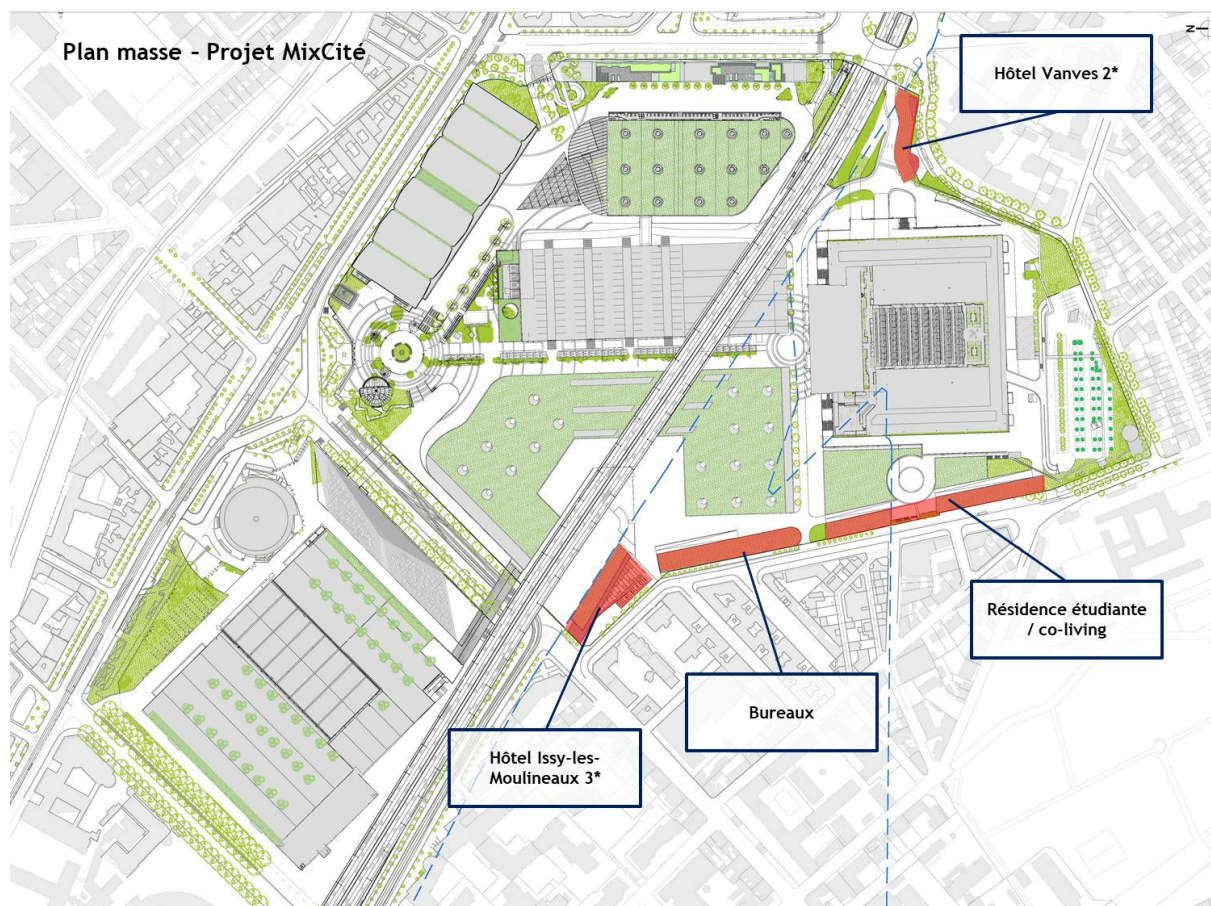 Plan masse – Projet MixCité
N
Hôtel Vanves 2*
Résidence étudiante
/ co-living
Bureaux
Hôtel Issy-les-
Moulineaux 3*